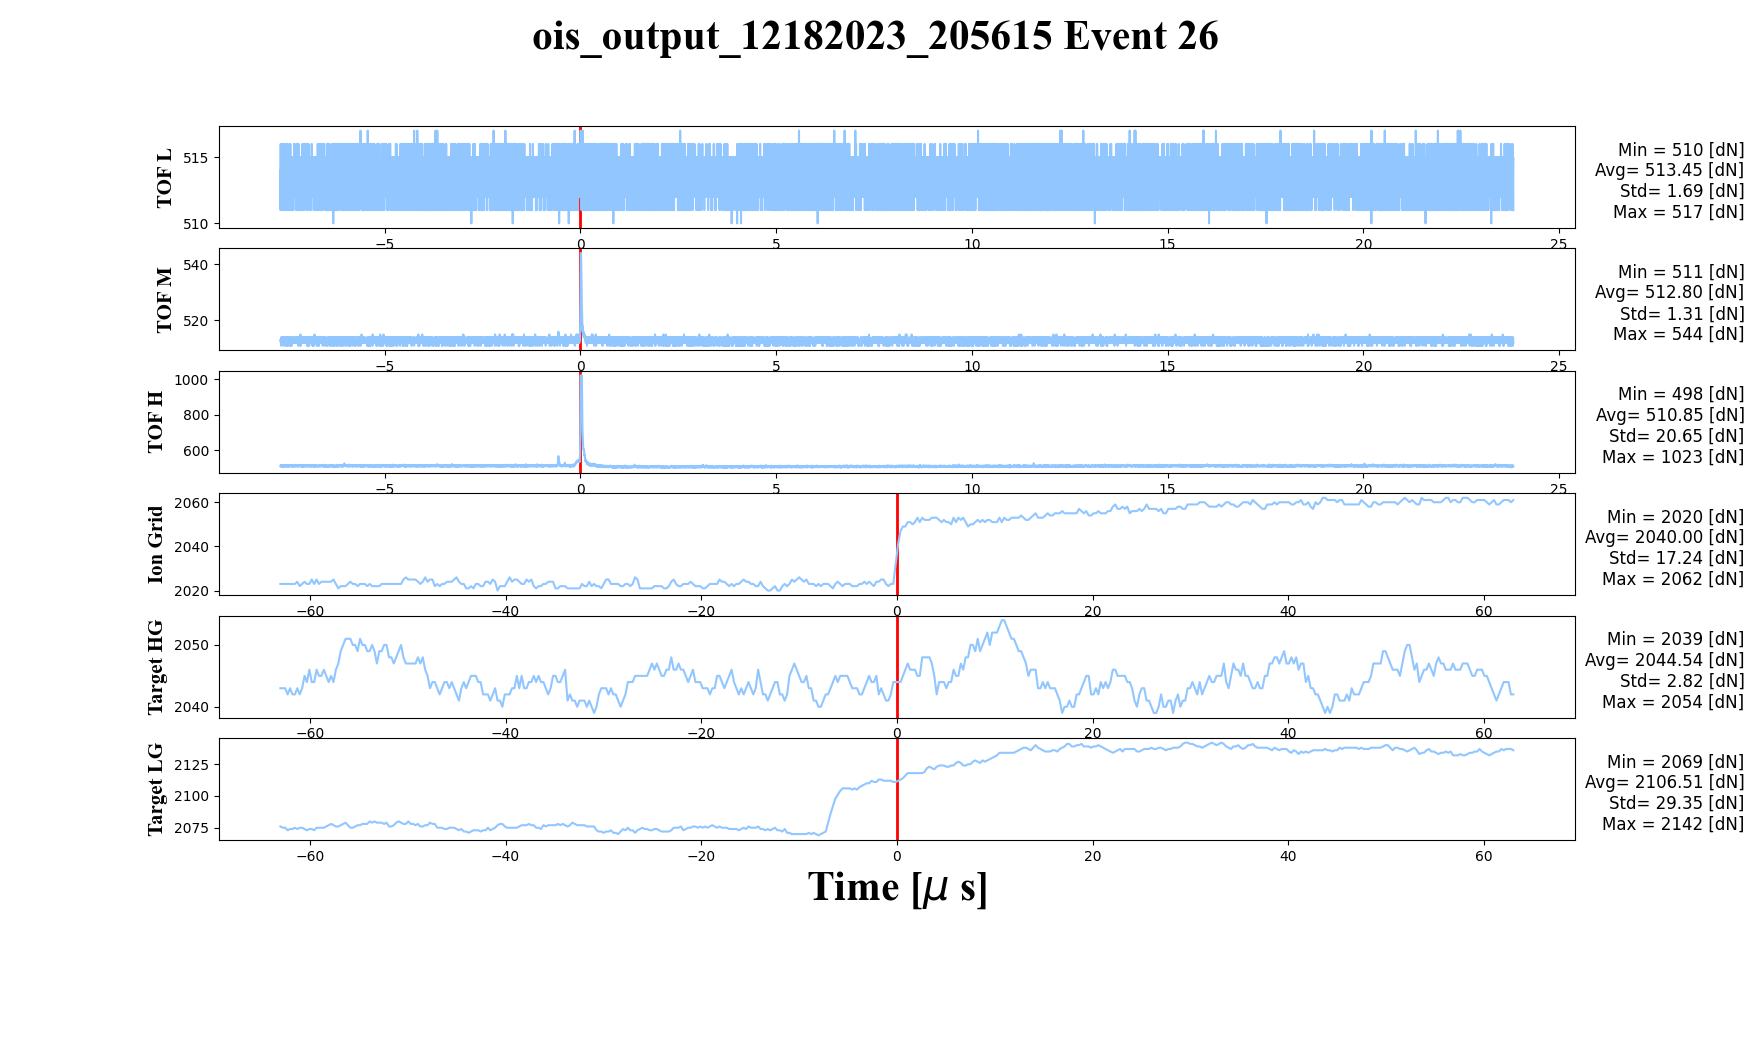 ois_output_12182023_205615 Event 26
TOF L
515
510
−5 0 5 10 15 20 25
Min = 510 [dN]
Avg= 513.45 [dN]
Std= 1.69 [dN]
Max = 517 [dN]
TOF M
540
520
−5 0 5 10 15 20 25
Min = 511 [dN]
Avg= 512.80 [dN]
Std= 1.31 [dN]
Max = 544 [dN]
TOF H
1000
800
600
−5 0 5 10 15 20 25
Min = 498 [dN]
Avg= 510.85 [dN]
Std= 20.65 [dN]
Max = 1023 [dN]
Ion Grid
2060
2040
2020
−60 −40 −20 0 20 40 60
Min = 2020 [dN]
Avg= 2040.00 [dN]
Std= 17.24 [dN]
Max = 2062 [dN]
Target HG
2050
2040
−60 −40 −20 0 20 40 60
Min = 2039 [dN]
Avg= 2044.54 [dN]
Std= 2.82 [dN]
Max = 2054 [dN]
Target LG
2125
2100
2075
−60 −40 −20 0 20 40 60
Min = 2069 [dN]
Avg= 2106.51 [dN]
Std= 29.35 [dN]
Max = 2142 [dN]
Time [μ s]